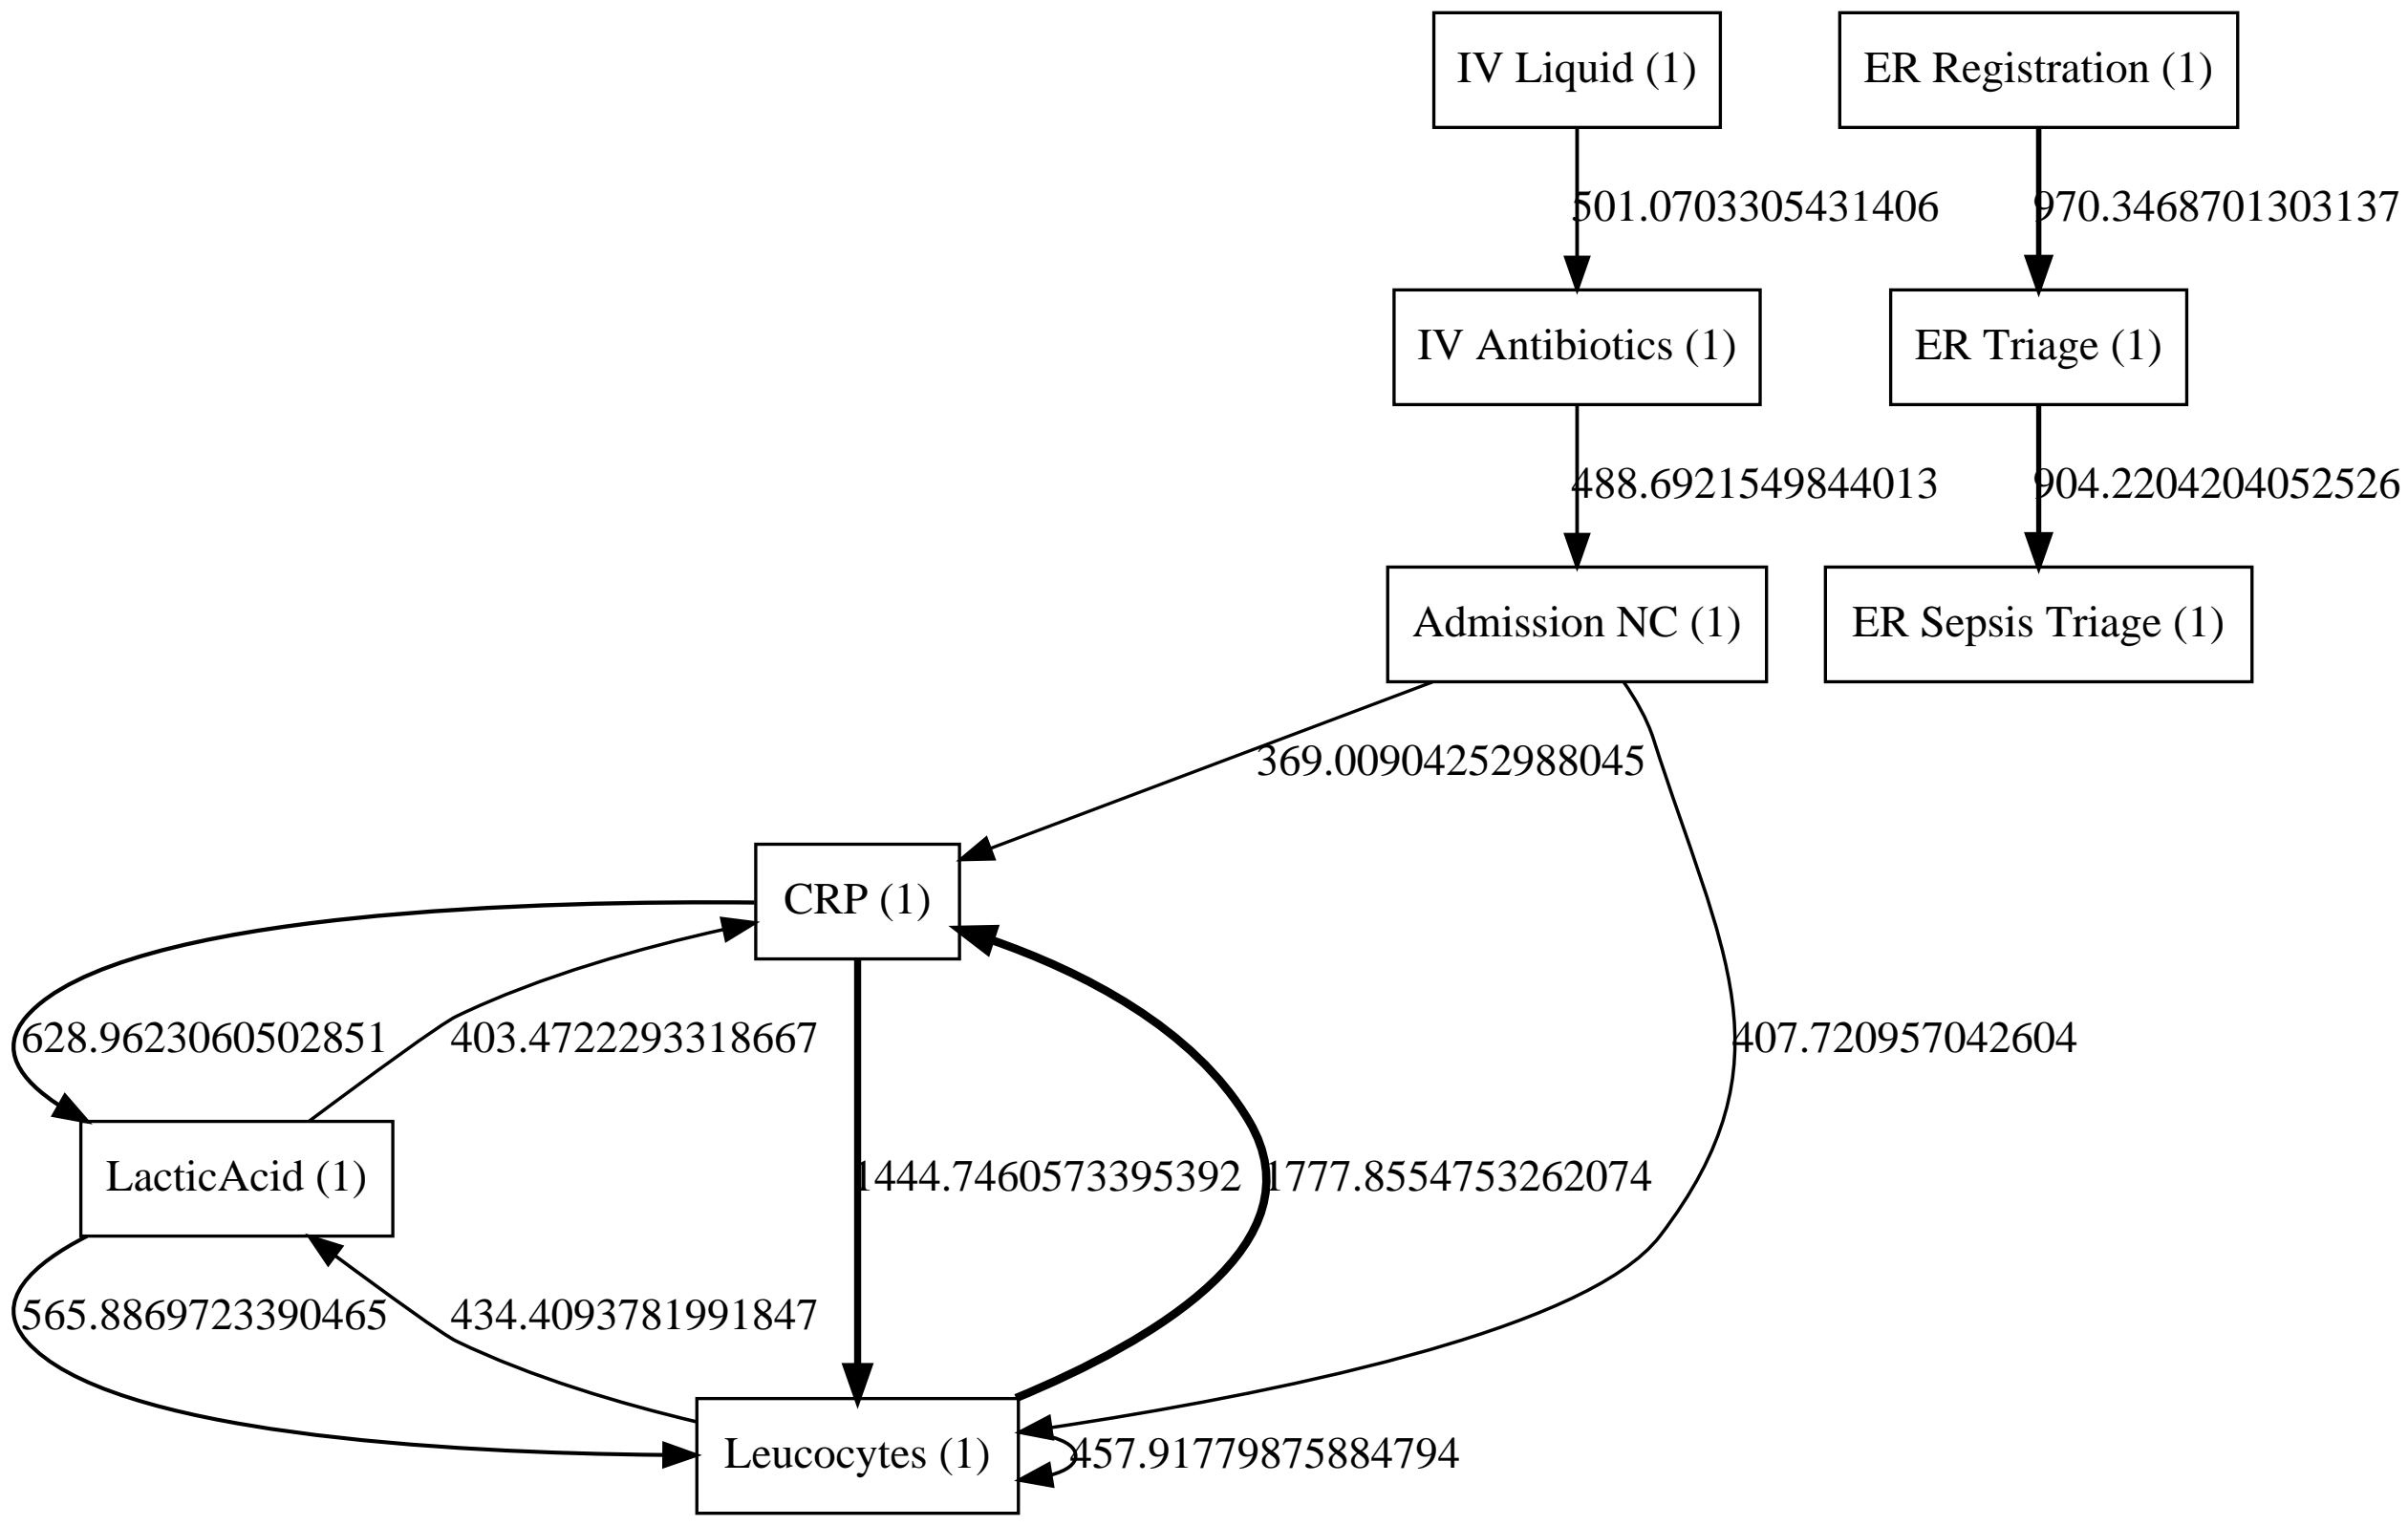 IV Liquid (1)
ER Registration (1)
501.0703305431406
970.3468701303137
IV Antibiotics (1)
ER Triage (1)
488.6921549844013
904.2204204052526
Admission NC (1)
ER Sepsis Triage (1)
369.00904252988045
CRP (1)
628.9623060502851
403.4722293318667
407.720957042604
LacticAcid (1)
1444.7460573395392
1777.8554753262074
565.8869723390465
434.4093781991847
Leucocytes (1)
457.91779875884794